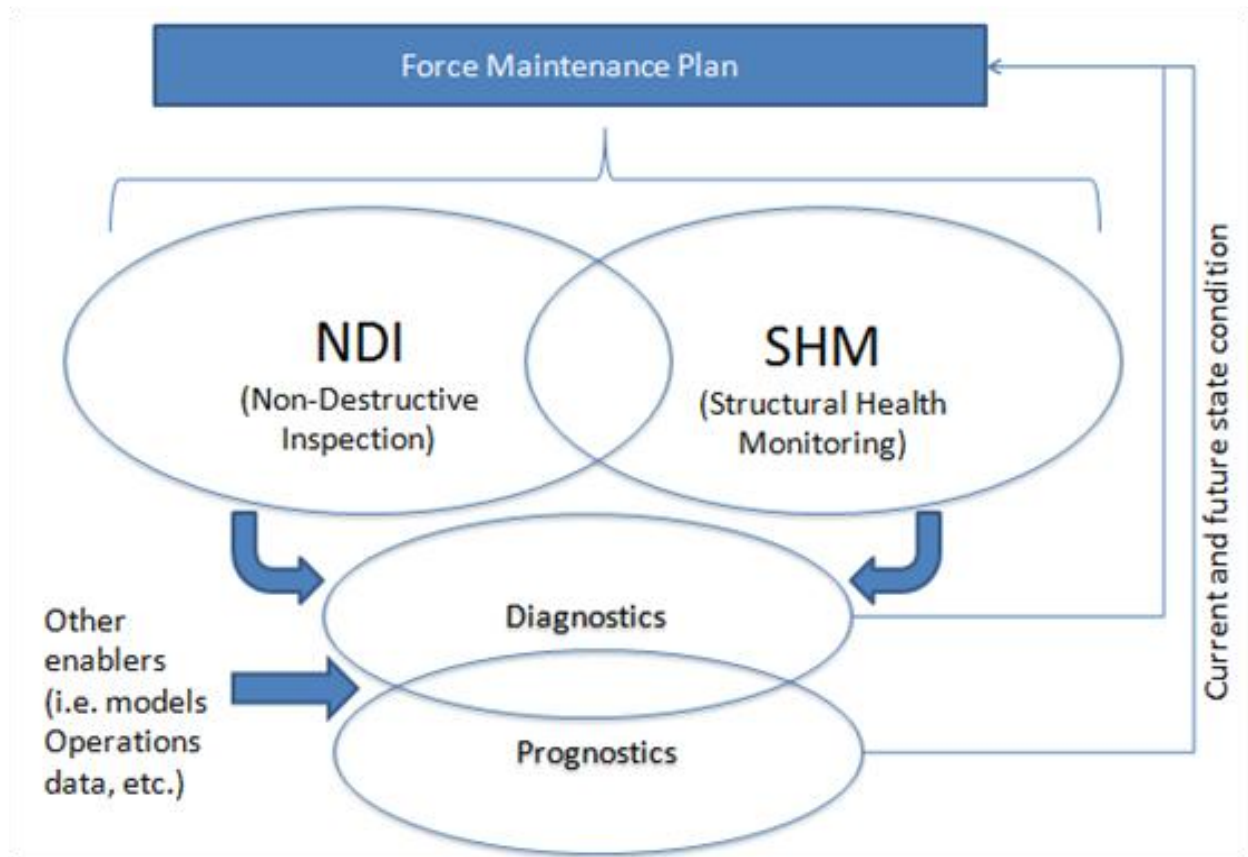 Force Maintenance Plan
NDI
(Non-Destructive
Inspection)
SHM
(Structural Health
Monitoring)
Current and future state condition
Diagnostics
Other
enablers
(i.e. models
Operations
data, etc.)
Prognostics